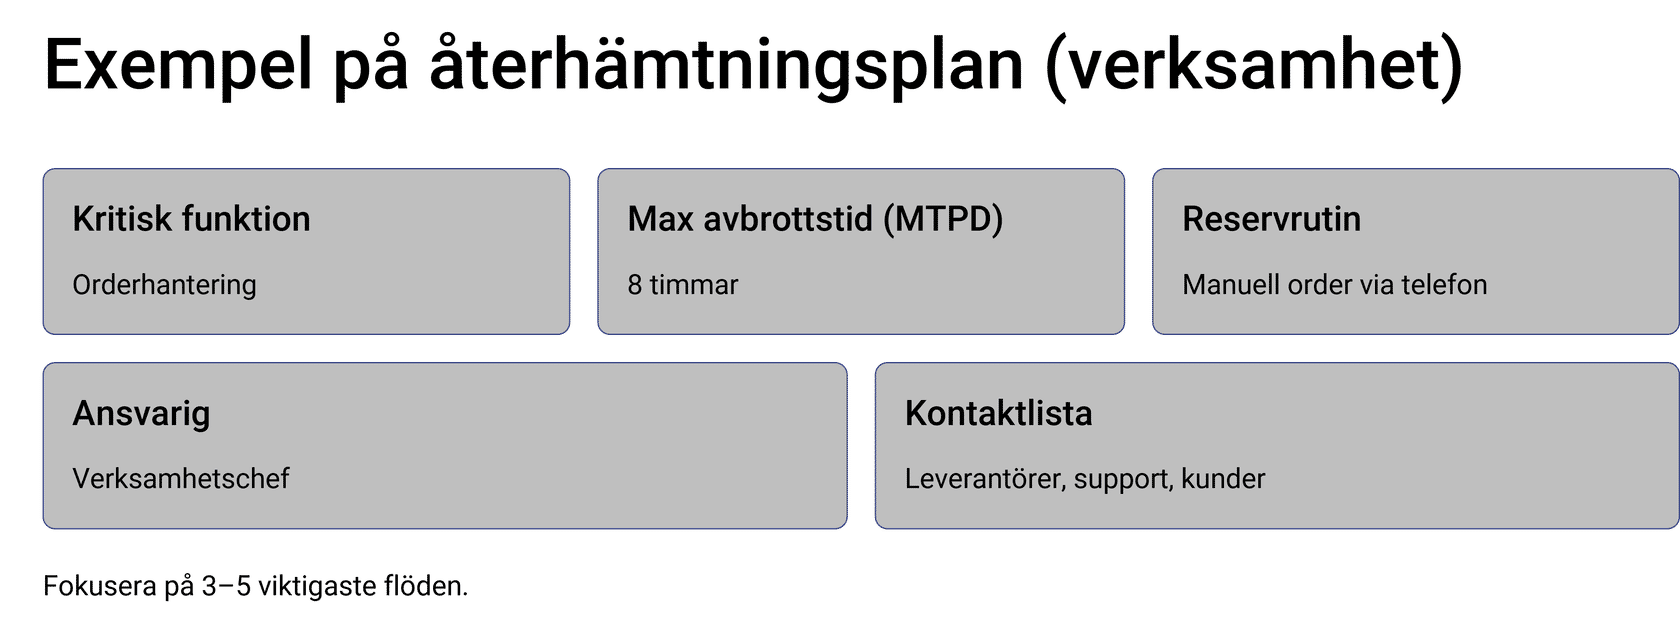 Exempel på återhämtningsplan (verksamhet)
Kritisk funktion
Orderhantering
Max avbrottstid (MTPD)
8 timmar
Reservrutin
Manuell order via telefon
Ansvarig
Verksamhetschef
Kontaktlista
Leverantörer, support, kunder
Fokusera på 3–5 viktigaste flöden.